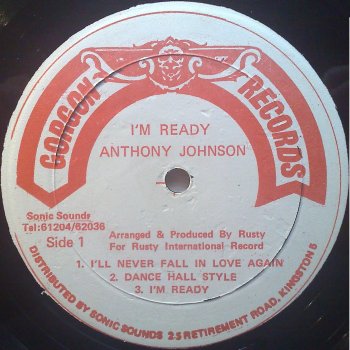 GORGON RECORDS
I'M READY
ANTHONY JOHNSON
Sonic Sounds
Tel:61204/62036
Side 1
Arranged & Produced By Rusty
For Rusty International Record
1. I'LL NEVER FALL IN LOVE AGAIN
2. DANCE HALL STYLE
3. I'M READY
DISTRIBUTED BY SONIC SOUNDS 25 RETIREMENT ROAD, KINGSTON 5